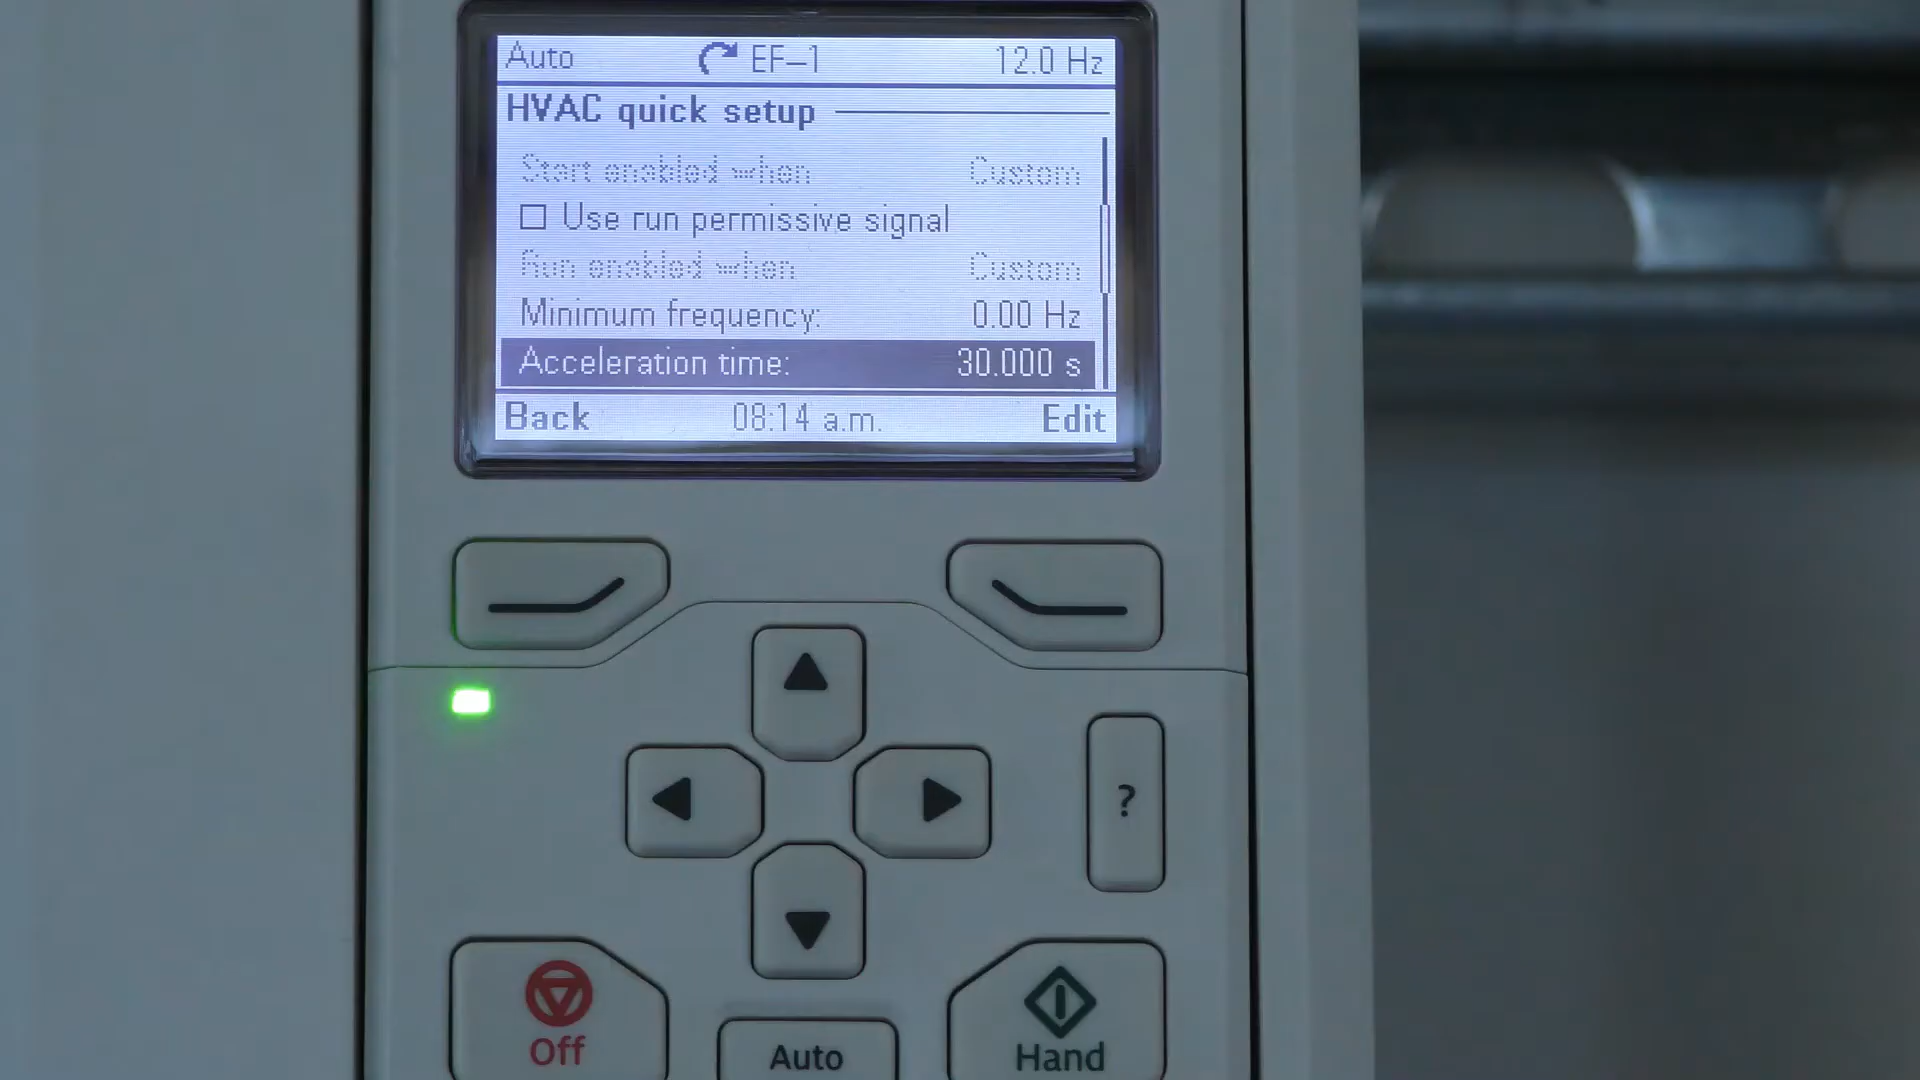 Auto EF-1 12.0 Hz
HVAC quick setup
Start enabled when Custom
Use run permissive signal
Run enabled when Custom
Minimum frequency: 0.00 Hz
Acceleration time: 30.000 s
Back 08:14 a.m. Edit
?
Off Auto Hand